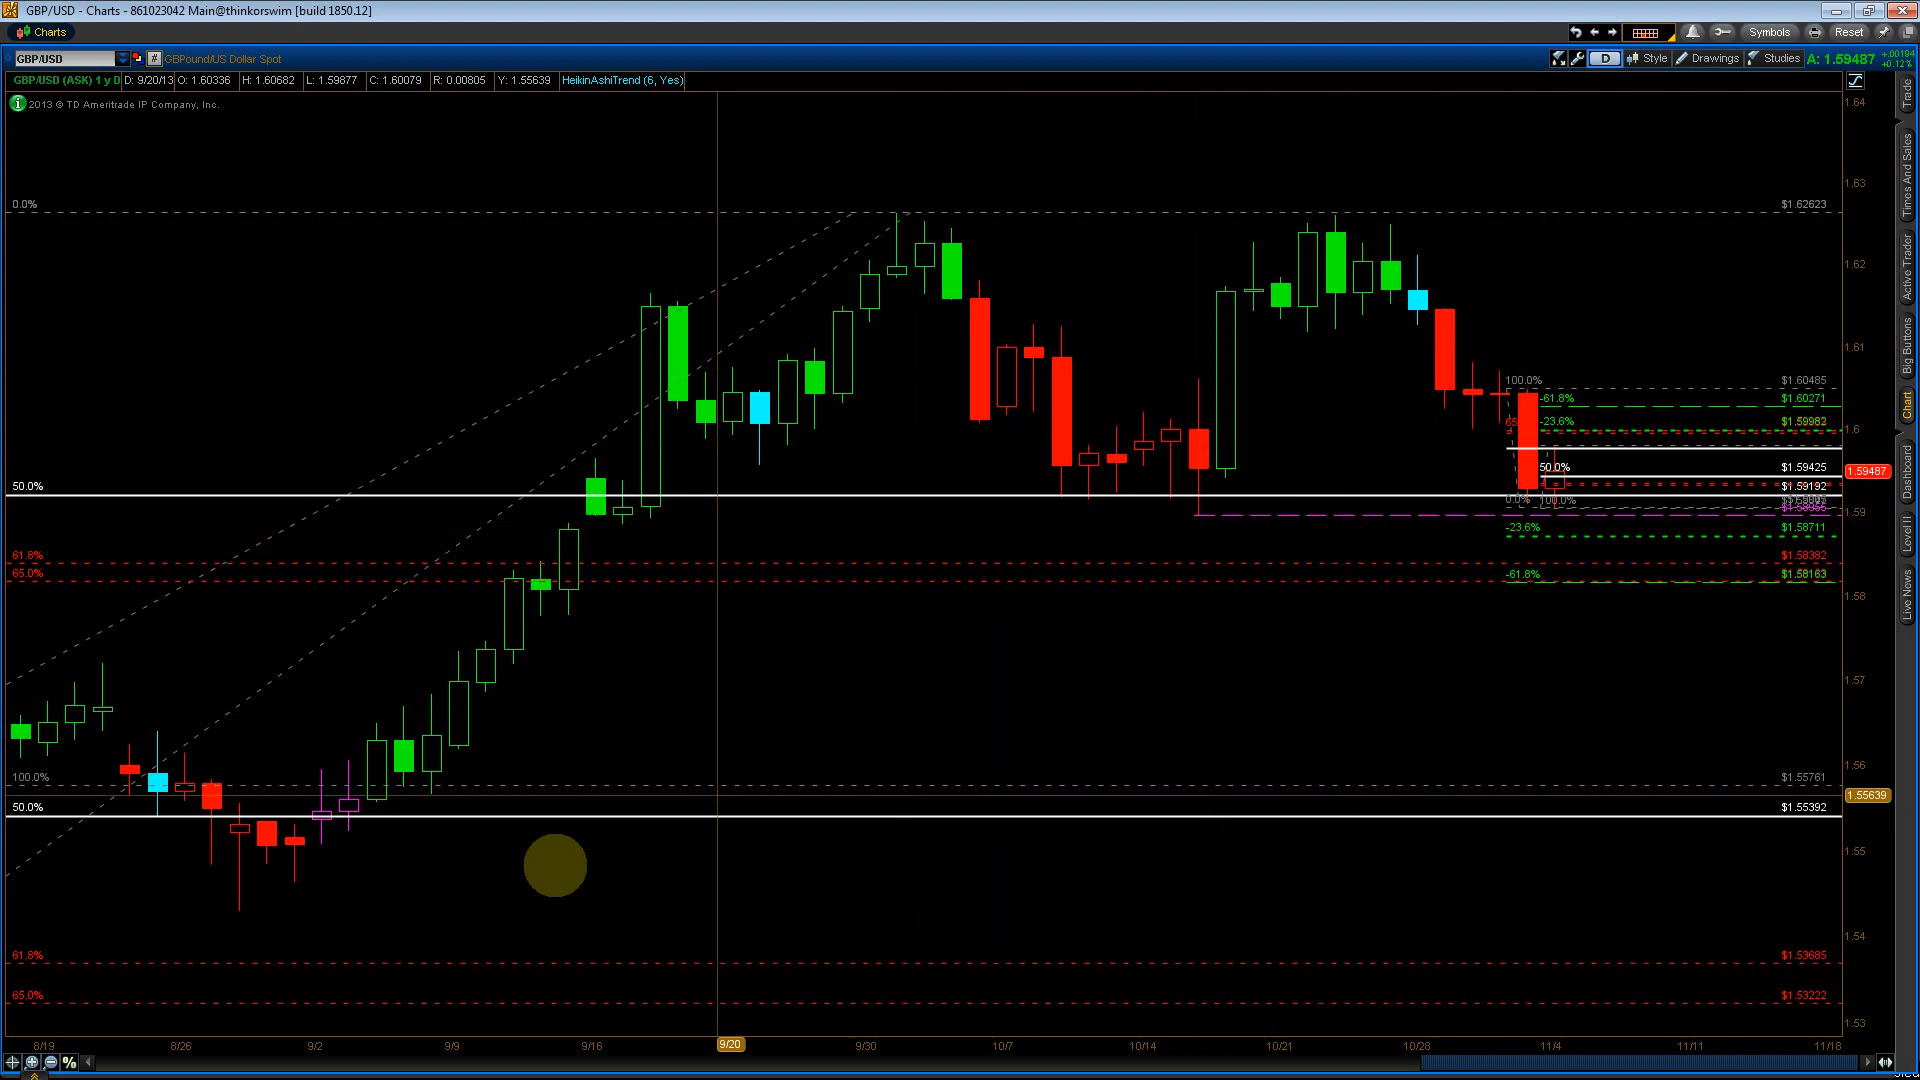 GBP/USD - Charts - 861023042 Main@thinkorswim [build 1850.12]
Charts
Symbols
Reset
GBP/USD
#
GBPound/US Dollar Spot
D
Style
Drawings
Studies
A: 1.59487
+.00194
+0.12%
GBP/USD (ASK) 1 y D
D: 9/20/13
O: 1.60336
H: 1.60682
L: 1.59877
C: 1.60079
R: 0.00805
Y: 1.55639
HeikinAshiTrend (6, Yes)
i
2013 © TD Ameritrade IP Company, Inc.
1.64
1.63
0.0%
$1.62623
1.62
1.61
100.0%
$1.60485
-61.8%
$1.60271
-23.6%
$1.59982
1.6
50.0%
$1.59425
1.59487
50.0%
$1.59192
0.0%
100.0%
1.59
-23.6%
$1.58711
61.8%
$1.58382
65.0%
-61.8%
$1.58163
1.58
1.57
1.56
100.0%
$1.55761
1.55639
50.0%
$1.55392
1.55
1.54
61.8%
$1.53685
65.0%
$1.53222
1.53
8/19
8/26
9/2
9/9
9/16
9/20
9/30
10/7
10/14
10/21
10/28
11/4
11/11
11/18
%
Trade
Times And Sales
Active Trader
Big Buttons
Chart
Dashboard
Level II
Live News